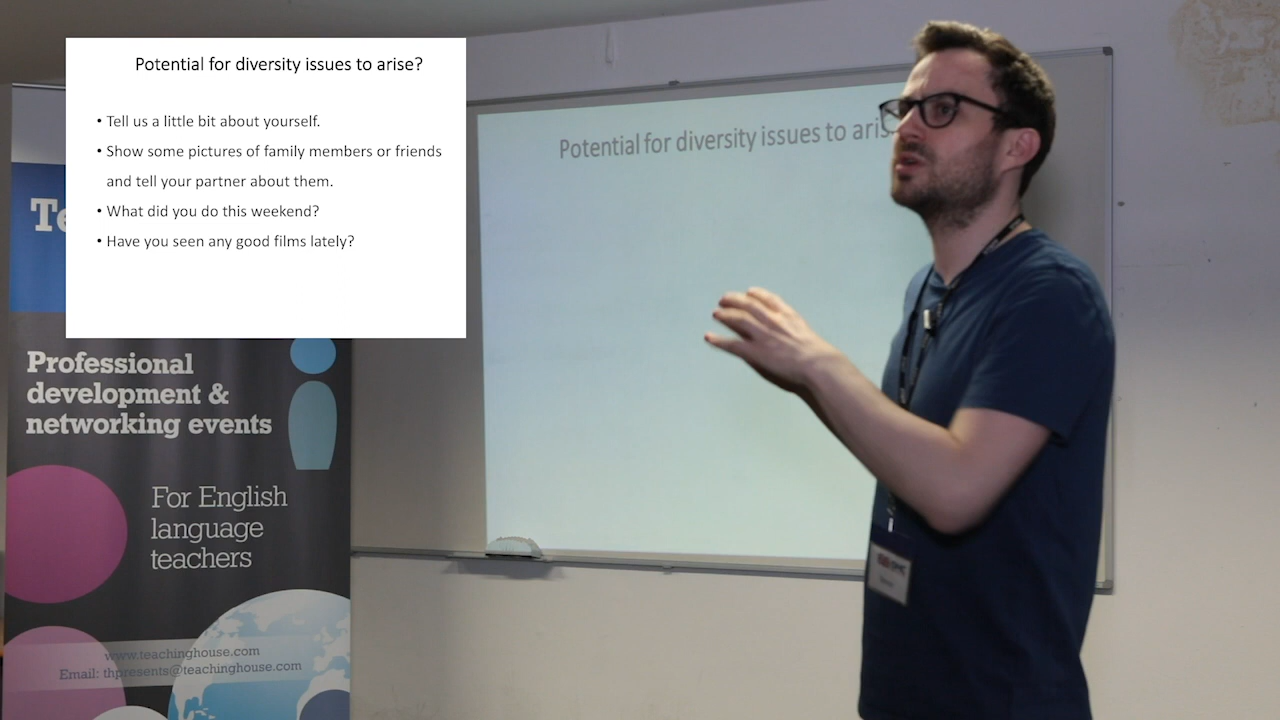 Potential for diversity issues to arise?
• Tell us a little bit about yourself.
• Show some pictures of family members or friends
and tell your partner about them.
• What did you do this weekend?
• Have you seen any good films lately?
Potential for diversity issues to aris
Te
Professional
development &
networking events
For English
language
teachers
www.teachinghouse.com
Email: thpresents@teachinghouse.com